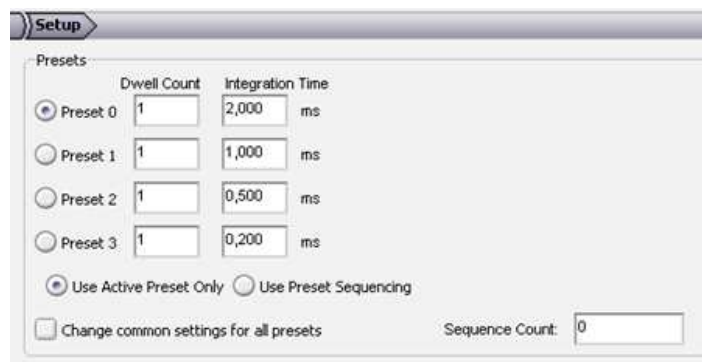 Setup
Presets
Dwell Count Integration Time
Preset 0 1 2,000 ms
Preset 1 1 1,000 ms
Preset 2 1 0,500 ms
Preset 3 1 0,200 ms
Use Active Preset Only Use Preset Sequencing
Change common settings for all presets Sequence Count: 0